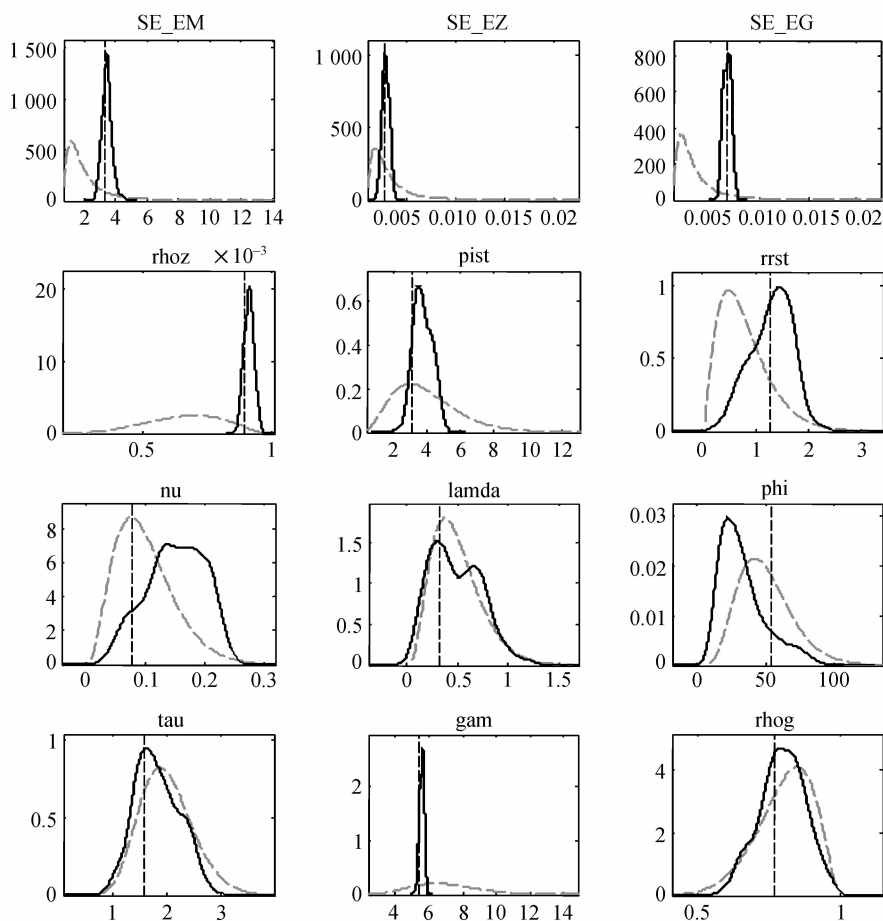 SE_EM
SE_EZ
SE_EG
1 500
1 000
500
0
2 4 6 8 10 12 14
1 000
500
0
0.005 0.010 0.015 0.02
800
600
400
200
0
0.005 0.010 0.015 0.02
rhoz
×10⁻³
pist
rrst
20
10
0
0.5 1
0.6
0.4
0.2
0
2 4 6 8 10 12
1
0.5
0
0 1 2 3
nu
lamda
phi
8
6
4
2
0
0 0.1 0.2 0.3
1.5
1
0.5
0
0 0.5 1 1.5
0.03
0.02
0.01
0
0 50 100
tau
gam
rhog
1
0.5
0
1 2 3
2
1
0
4 6 8 10 12 14
4
2
0
0.5 1